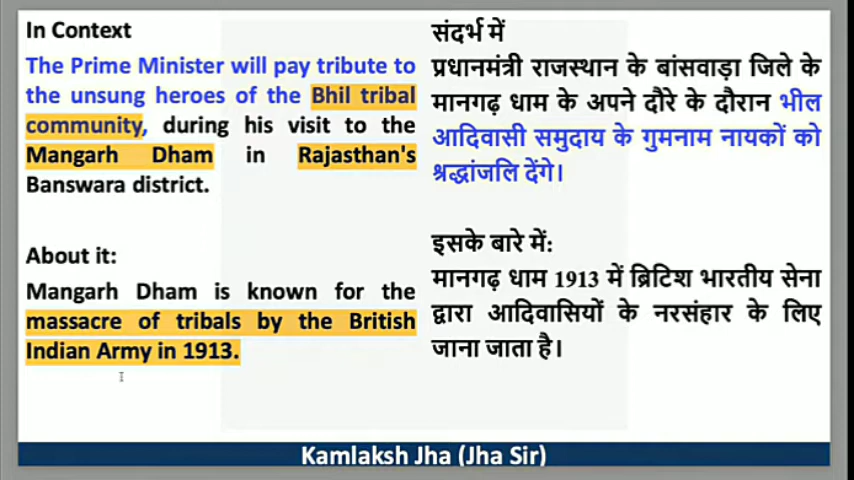 In Context
The Prime Minister will pay tribute to
the unsung heroes of the Bhil tribal
community, during his visit to the
Mangarh Dham in Rajasthan's
Banswara district.
About it:
Mangarh Dham is known for the
massacre of tribals by the British
Indian Army in 1913.
संदर्भ में
प्रधानमंत्री राजस्थान के बांसवाड़ा जिले के
मानगढ़ धाम के अपने दौरे के दौरान भील
आदिवासी समुदाय के गुमनाम नायकों को
श्रद्धांजलि देंगे।
इसके बारे में:
मानगढ़ धाम 1913 में ब्रिटिश भारतीय सेना
द्वारा आदिवासियों के नरसंहार के लिए
जाना जाता है।
Kamlaksh Jha (Jha Sir)